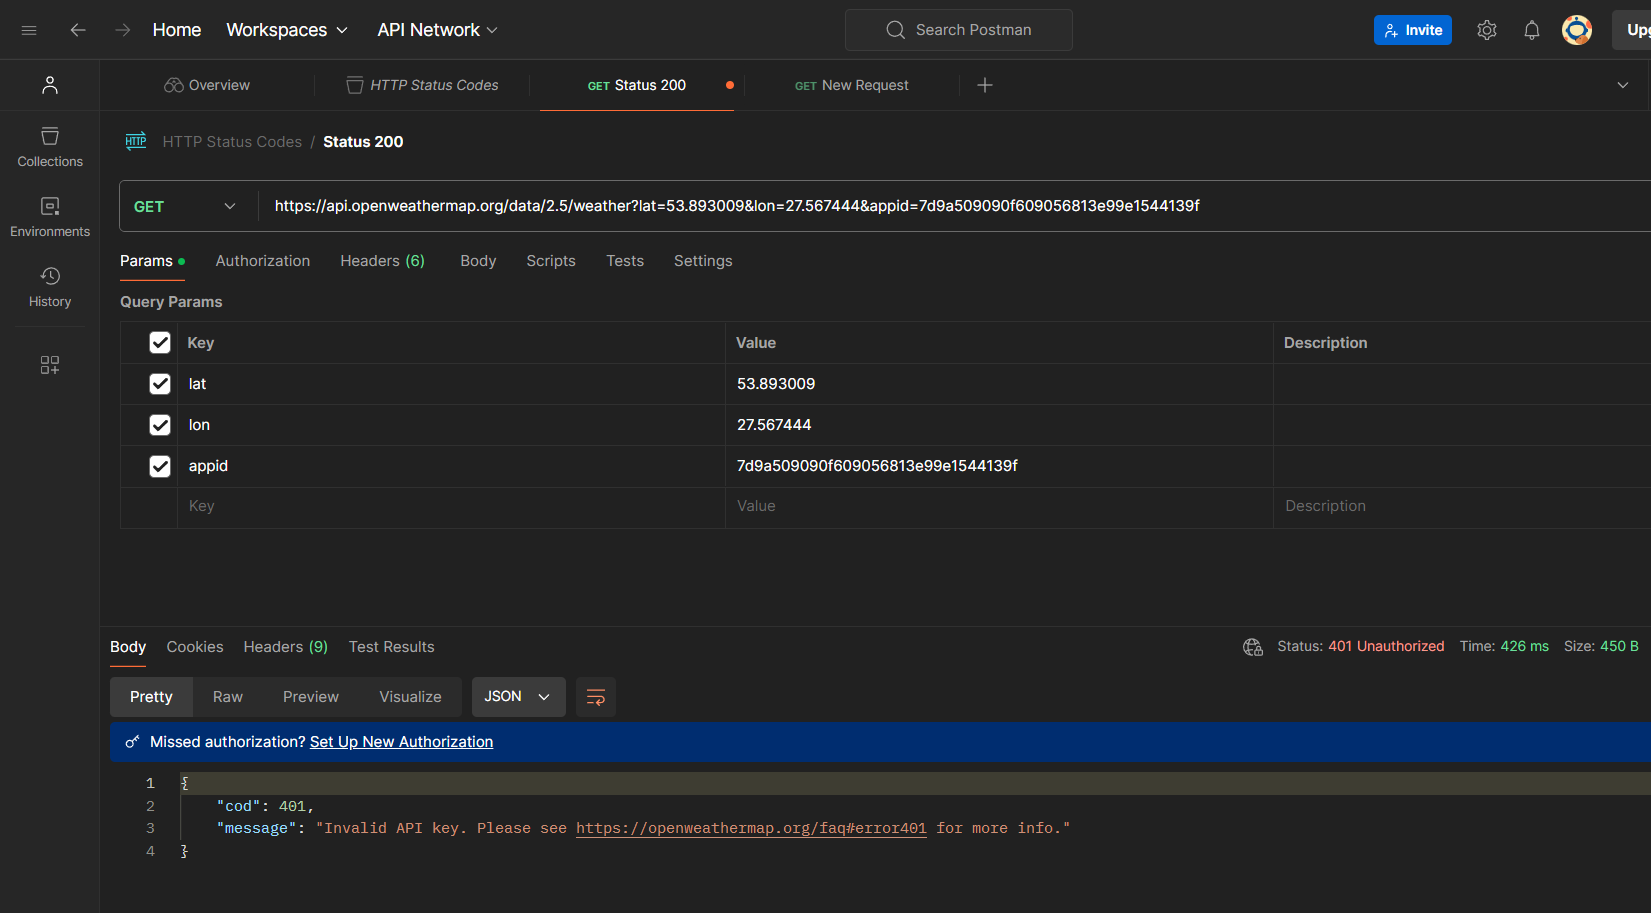 Home Workspaces API Network Search Postman Invite
Overview HTTP Status Codes GET Status 200 GET New Request
Collections
Environments
History
HTTP HTTP Status Codes / Status 200
GET https://api.openweathermap.org/data/2.5/weather?lat=53.893009&lon=27.567444&appid=7d9a509090f609056813e99e1544139f
Params Authorization Headers (6) Body Scripts Tests Settings
Query Params
Key Value Description
lat 53.893009
lon 27.567444
appid 7d9a509090f609056813e99e1544139f
Key Value Description
Body Cookies Headers (9) Test Results Status: 401 Unauthorized Time: 426 ms Size: 450 B
Pretty Raw Preview Visualize JSON
Missed authorization? Set Up New Authorization
1 {
2 "cod": 401,
3 "message": "Invalid API key. Please see https://openweathermap.org/faq#error401 for more info."
4 }